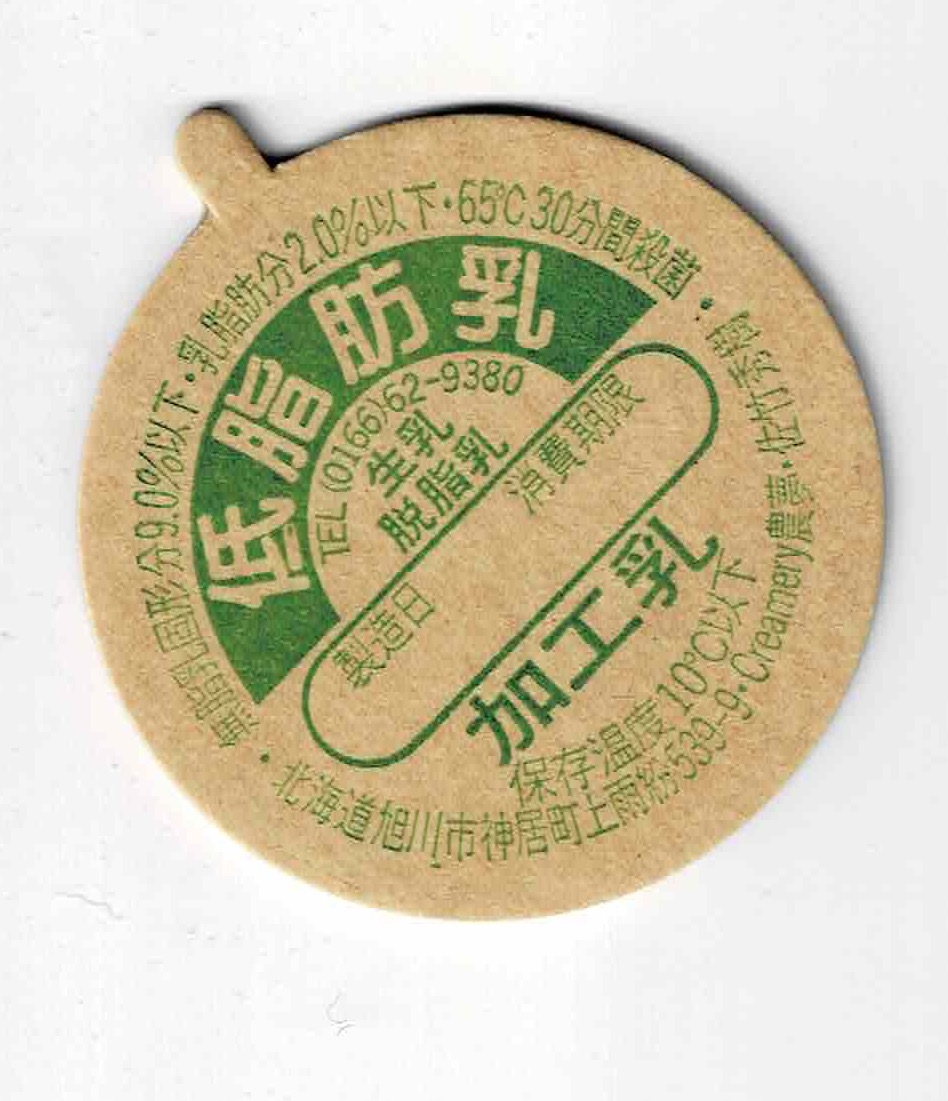 無脂乳固形分9.0%以下・乳脂肪分2.0%以下・65℃30分間殺菌・
低脂肪乳
TEL(0166)62-9380
生乳
脱脂乳
消費期限
製造日
加工乳
保存温度10℃以下
・北海道旭川市神居町上雨紛539-9・Creamery農夢・佐竹秀樹